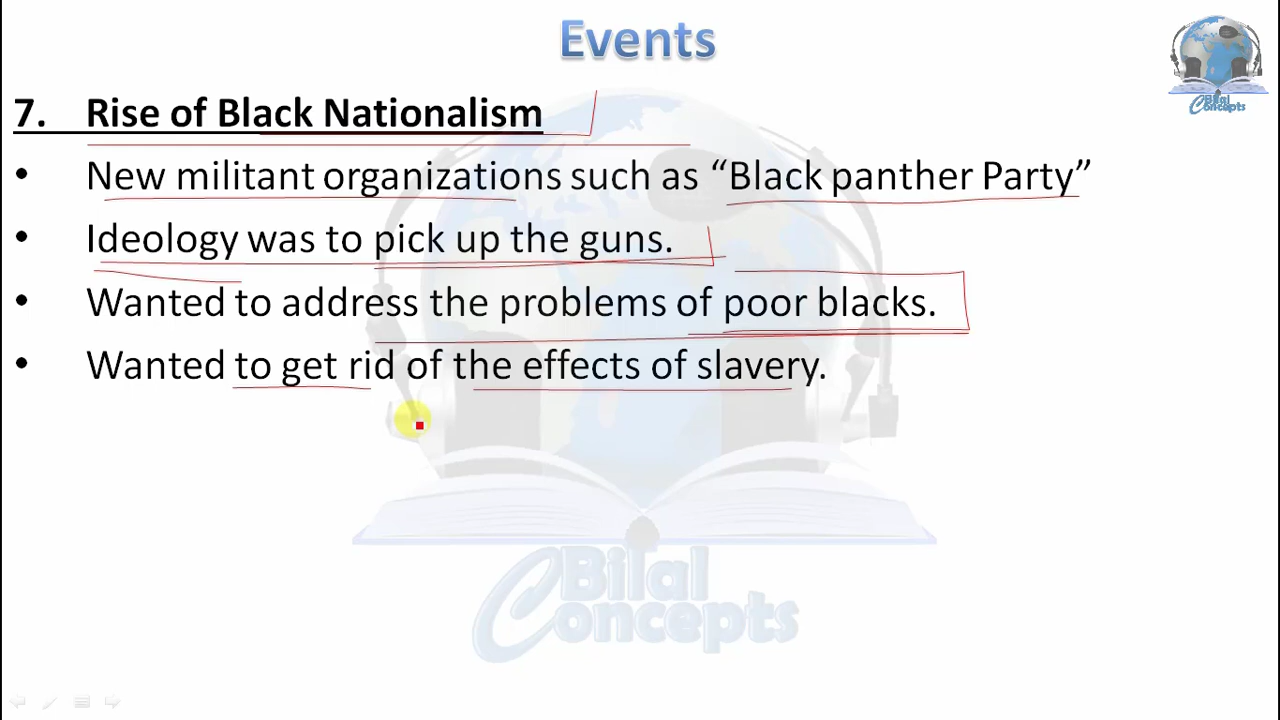 Events
Bilal
Concepts
7. Rise of Black Nationalism
• New militant organizations such as “Black panther Party”
• Ideology was to pick up the guns.
• Wanted to address the problems of poor blacks.
• Wanted to get rid of the effects of slavery.
Bilal
Concepts